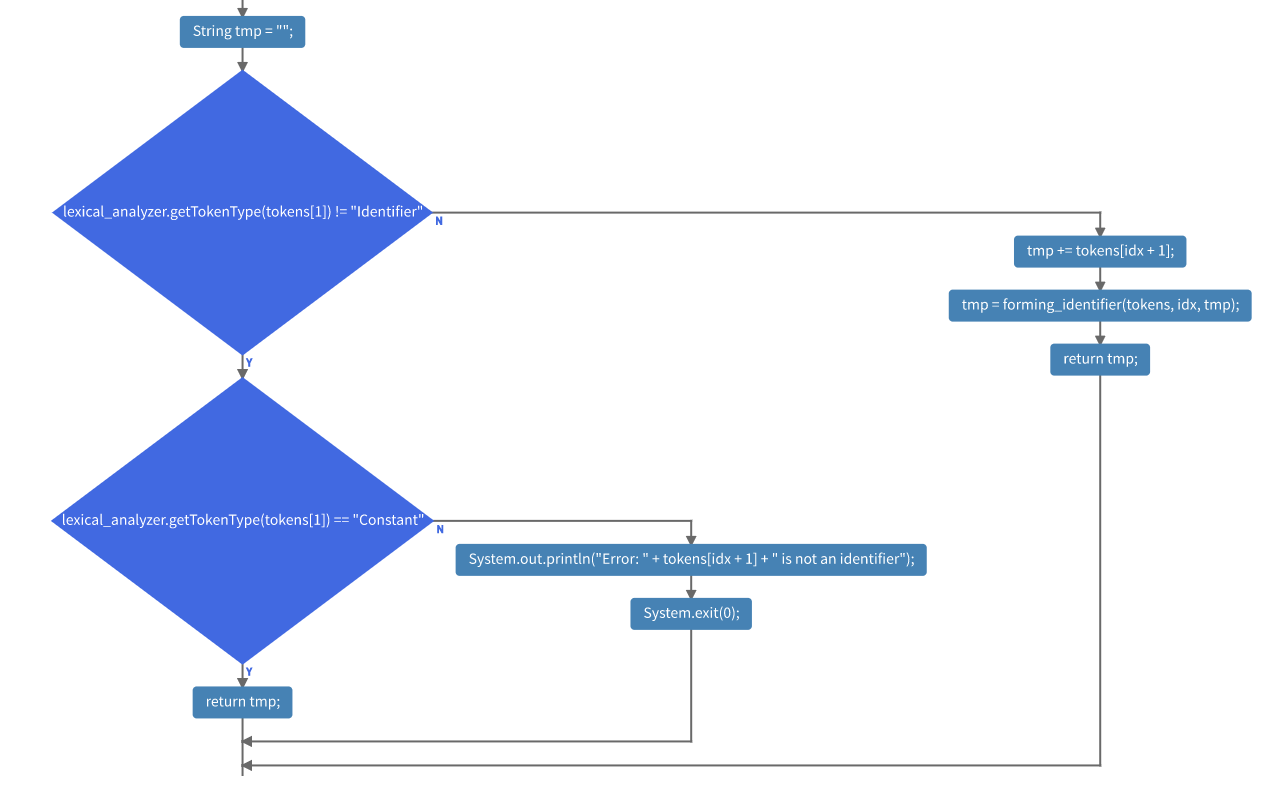 String tmp = "";
lexical_analyzer.getTokenType(tokens[1]) != "Identifier"
N
tmp += tokens[idx + 1];
tmp = forming_identifier(tokens, idx, tmp);
return tmp;
Y
lexical_analyzer.getTokenType(tokens[1]) == "Constant"
N
System.out.println("Error: " + tokens[idx + 1] + " is not an identifier");
System.exit(0);
Y
return tmp;